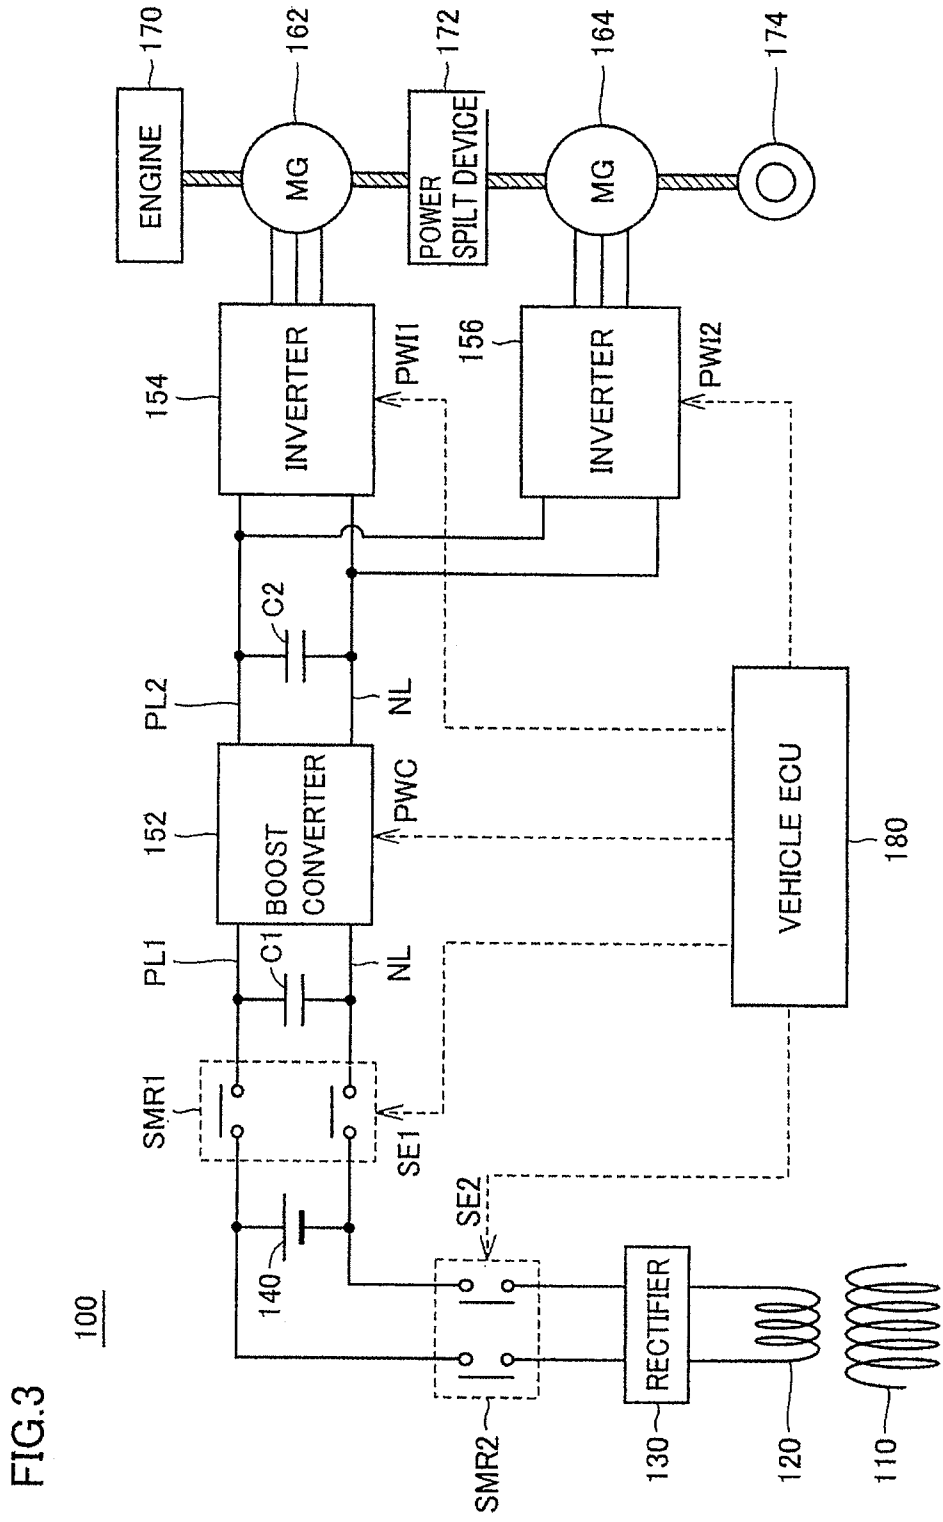 FIG.3
100
SMR1
PL1
152
PL2
154
ENGINE
170
140
C1
BOOST
CONVERTER
C2
INVERTER
MG
162
SE1
NL
PWC
NL
PWI1
POWER
SPILT DEVICE
172
SMR2
SE2
156
INVERTER
MG
164
PWI2
174
130
RECTIFIER
120
110
VEHICLE ECU
180